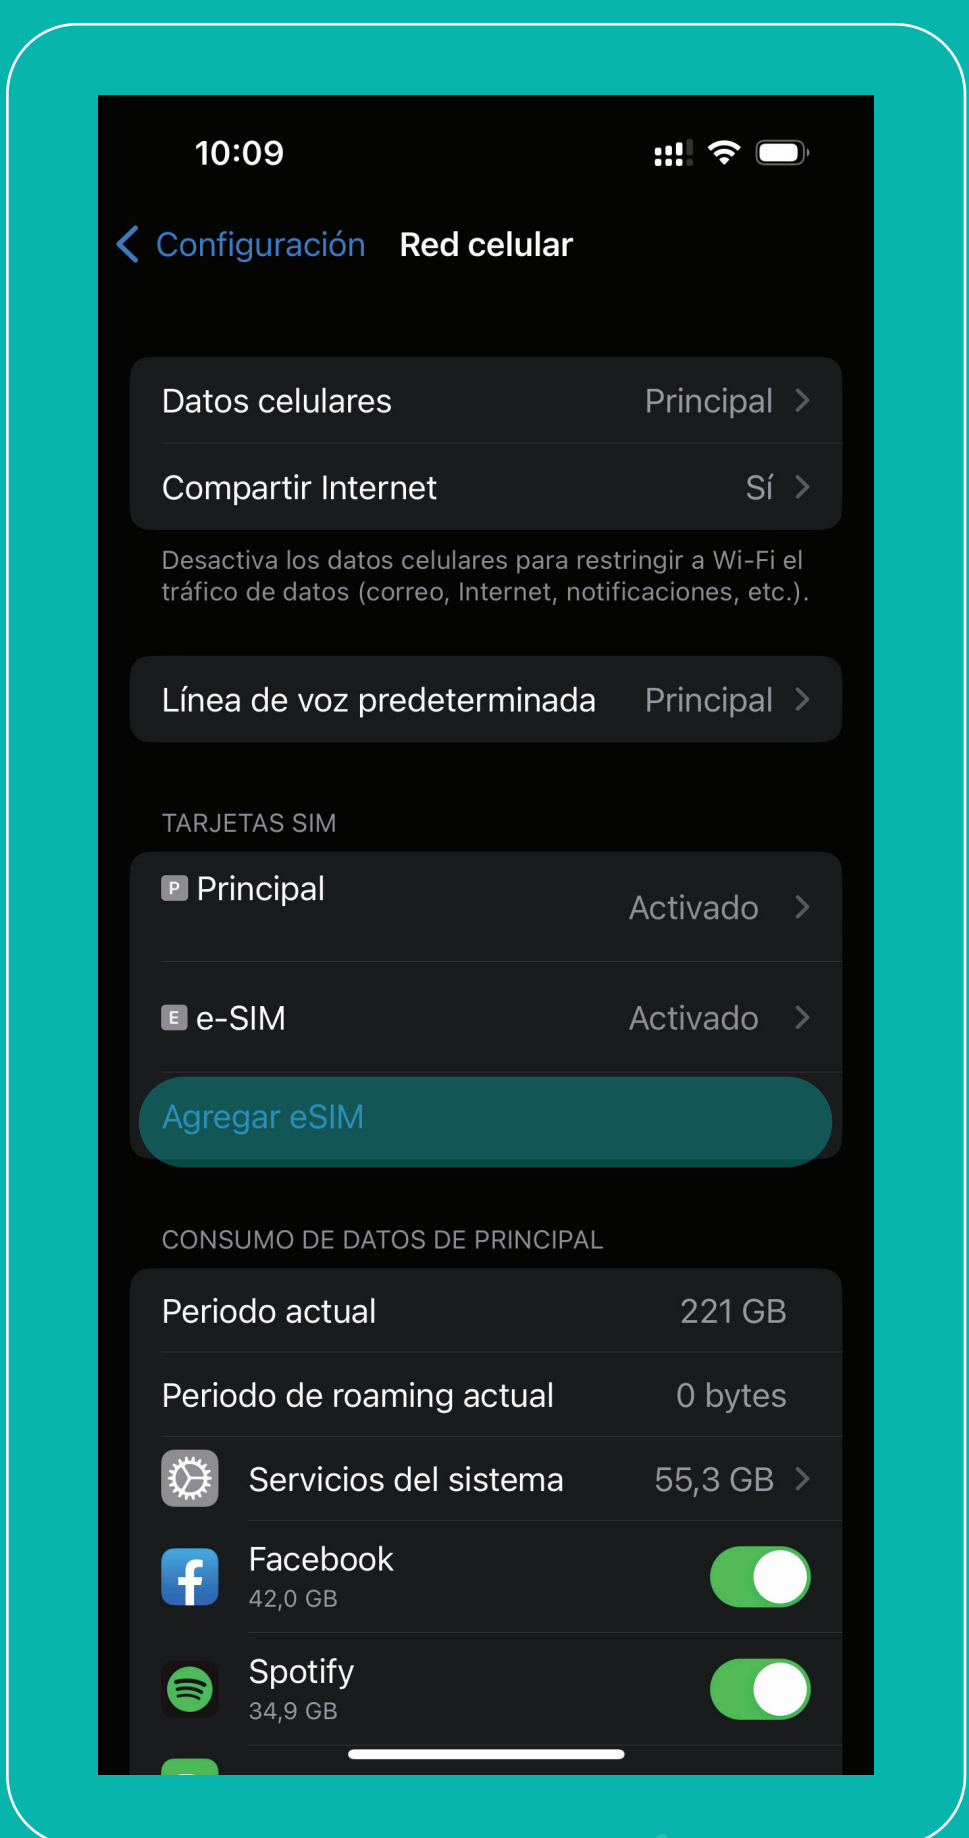 10:09
Configuración Red celular
Datos celulares Principal
Compartir Internet Sí
Desactiva los datos celulares para restringir a Wi-Fi el
tráfico de datos (correo, Internet, notificaciones, etc.).
Línea de voz predeterminada Principal
TARJETAS SIM
P Principal
Activado
E e-SIM Activado
Agregar eSIM
CONSUMO DE DATOS DE PRINCIPAL
Periodo actual 221 GB
Periodo de roaming actual 0 bytes
Servicios del sistema 55,3 GB
Facebook
42,0 GB
Spotify
34,9 GB